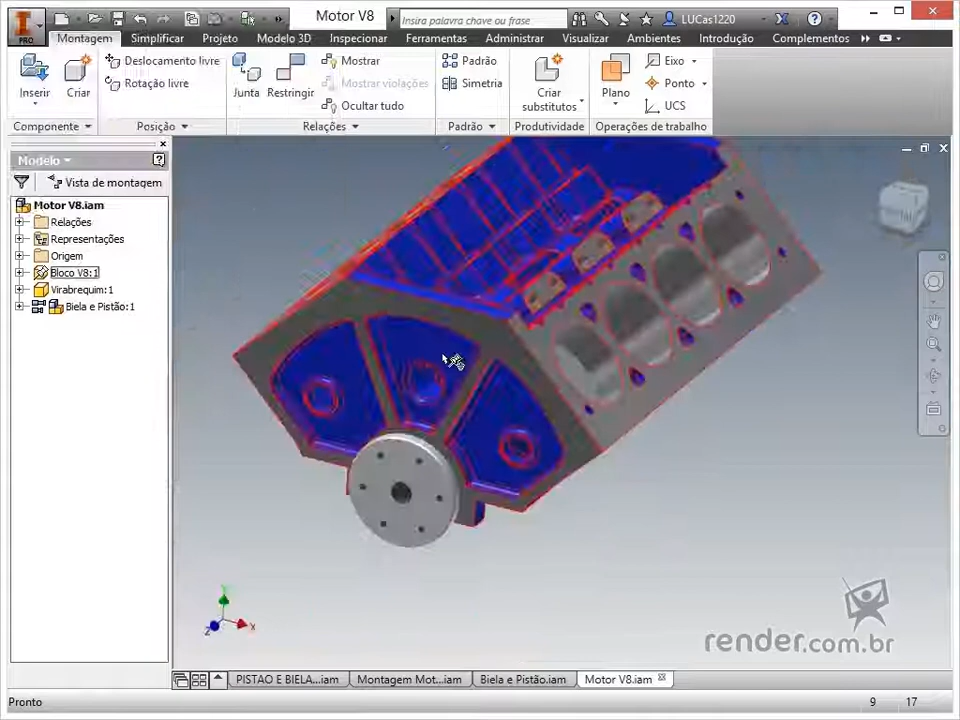 Motor V8
Insira palavra chave ou frase
LUCas1220
PRO
Montagem Simplificar Projeto Modelo 3D Inspecionar Ferramentas Administrar Visualizar Ambientes Introdução Complementos
Inserir
Criar
Deslocamento livre
Rotação livre
Junta
Restringir
Mostrar
Mostrar violações
Ocultar tudo
Padrão
Simetria
Criar
substitutos
Plano
Eixo
Ponto
UCS
Componente Posição Relações Padrão Produtividade Operações de trabalho
Modelo
Vista de montagem
Motor V8.iam
Relações
Representações
Origem
Bloco V8:1
Virabrequim:1
Biela e Pistão:1
Y
Z
X
render.com.br
PISTAO E BIELA...iam Montagem Mot...iam Biela e Pistão.iam Motor V8.iam
Pronto
9 17